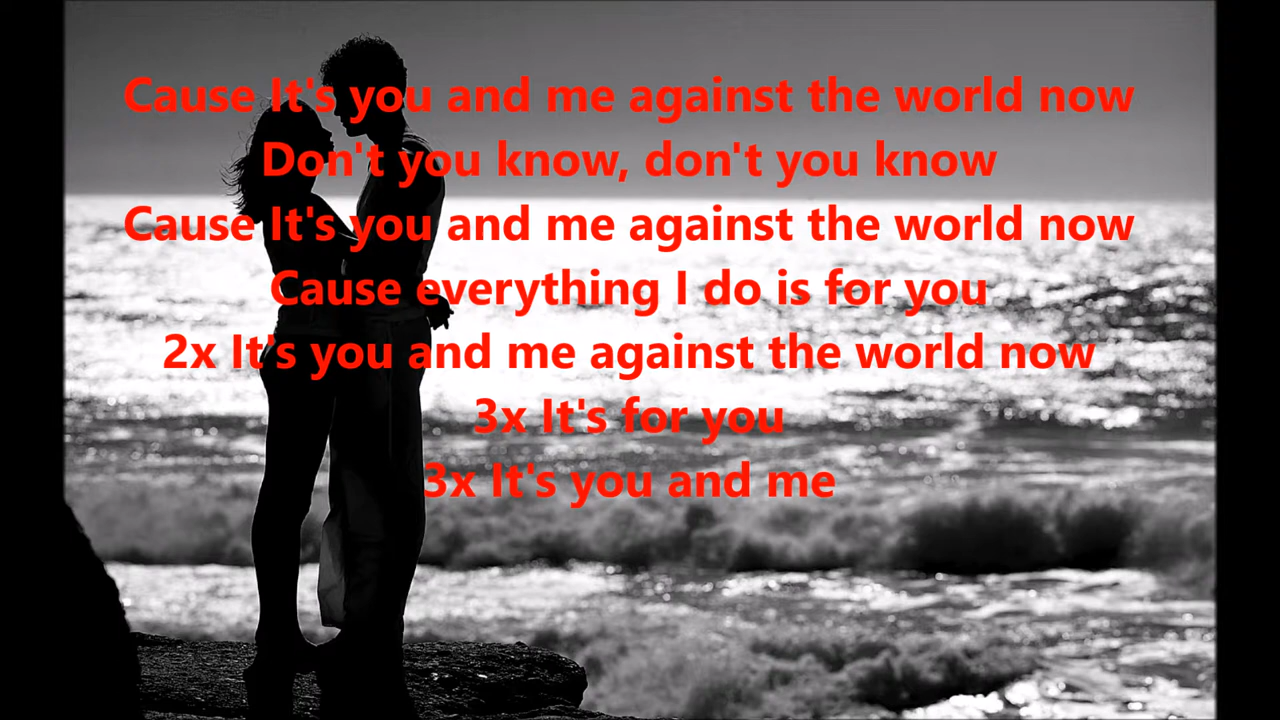 Cause It's you and me against the world now
Don't you know, don't you know
Cause It's you and me against the world now
Cause everything I do is for you
2x It's you and me against the world now
3x It's for you
3x It's you and me